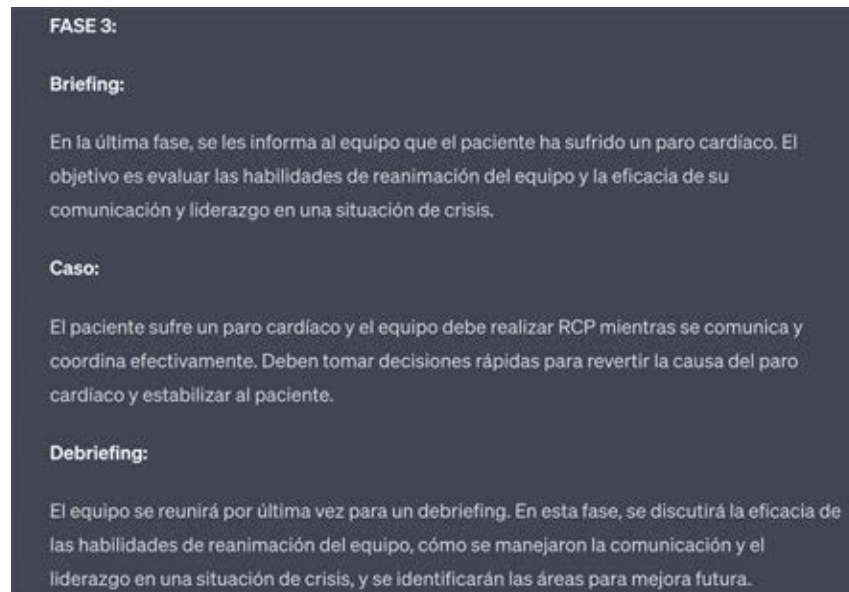 FASE 3:
Briefing:
En la última fase, se les informa al equipo que el paciente ha sufrido un paro cardíaco. El
objetivo es evaluar las habilidades de reanimación del equipo y la eficacia de su
comunicación y liderazgo en una situación de crisis.
Caso:
El paciente sufre un paro cardíaco y el equipo debe realizar RCP mientras se comunica y
coordina efectivamente. Deben tomar decisiones rápidas para revertir la causa del paro
cardíaco y estabilizar al paciente.
Debriefing:
El equipo se reunirá por última vez para un debriefing. En esta fase, se discutirá la eficacia de
las habilidades de reanimación del equipo, cómo se manejaron la comunicación y el
liderazgo en una situación de crisis, y se identificarán las áreas para mejora futura.